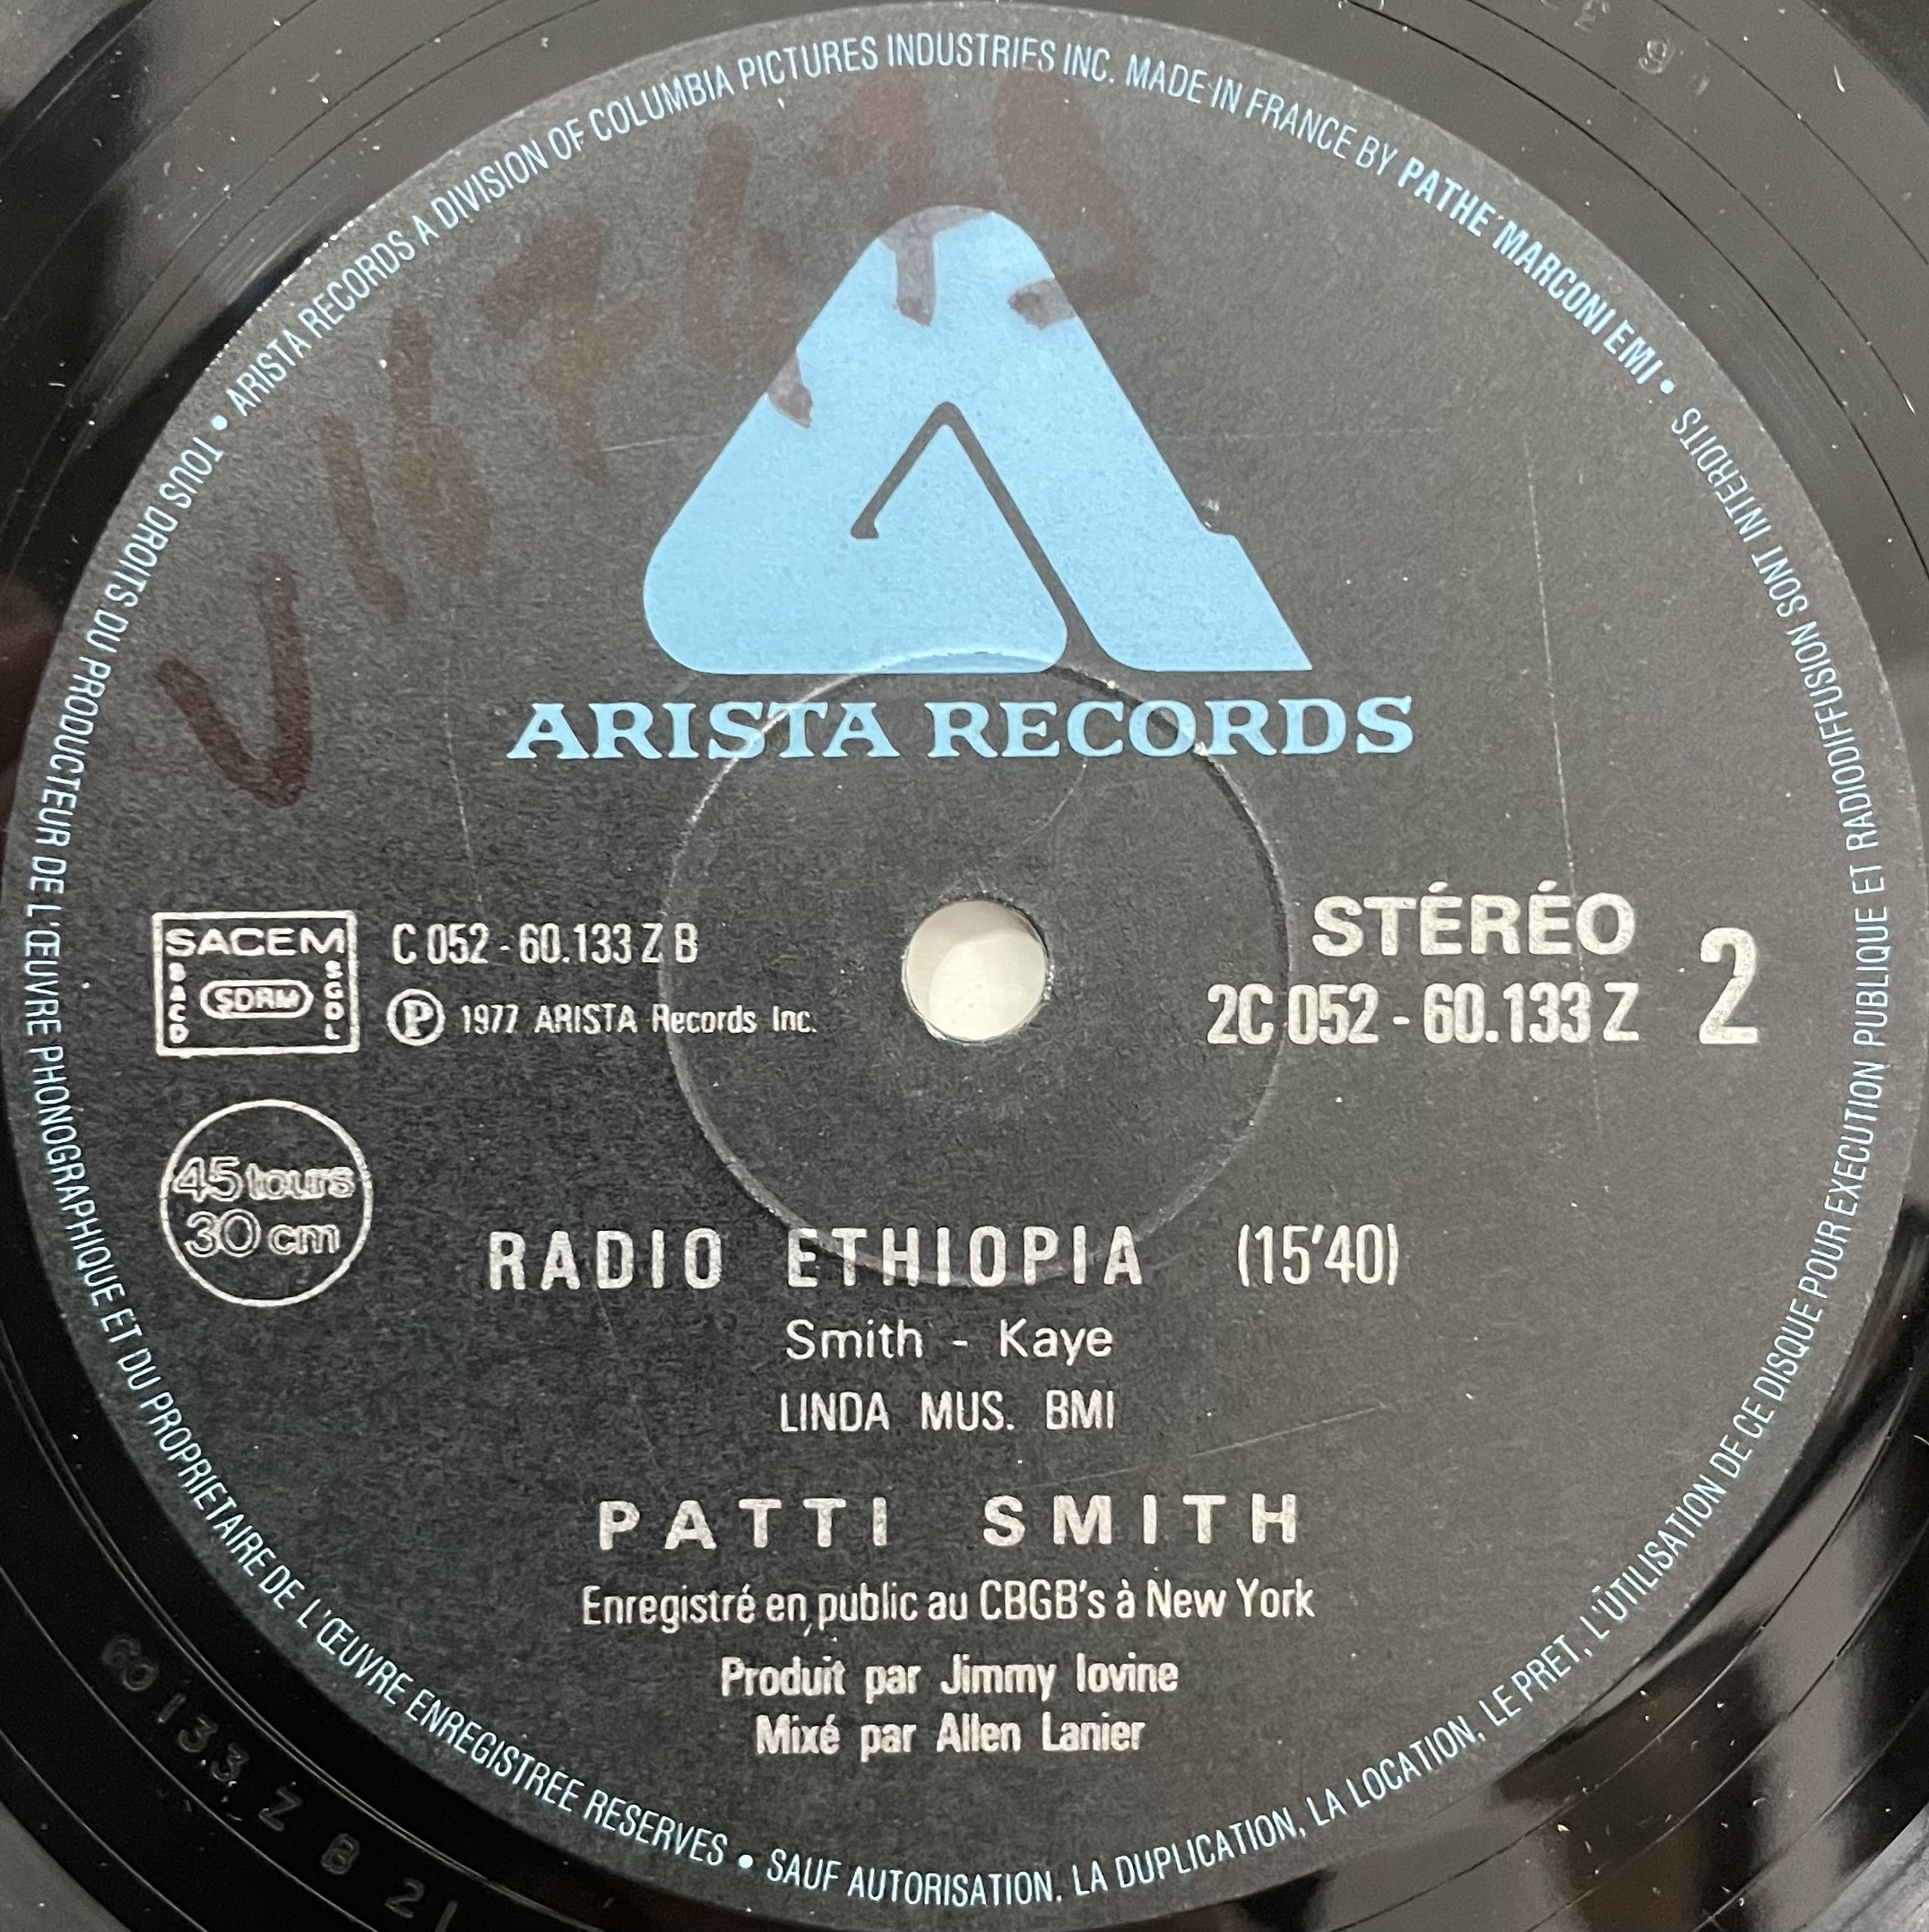 • ARISTA RECORDS A DIVISION OF COLUMBIA PICTURES INDUSTRIES INC. MADE IN FRANCE BY PATHE MARCONI EMI •
TOUS DROITS DU PRODUCTEUR DE L'ŒUVRE PHONOGRAPHIQUE ET DU PROPRIETAIRE DE L'ŒUVRE ENREGISTREE RESERVES • SAUF AUTORISATION. LA DUPLICATION, LA LOCATION, LE PRET, L'UTILISATION DE CE DISQUE POUR EXECUTION PUBLIQUE ET RADIODIFFUSION SONT INTERDITS
ARISTA RECORDS
SACEM
SACD
SDRM
SGDL
C 052 - 60.133 Z B
Ⓟ 1977 ARISTA Records Inc.
STÉRÉO
2C 052 - 60.133 Z
2
45 tours
30 cm
RADIO ETHIOPIA (15'40)
Smith - Kaye
LINDA MUS. BMI
PATTI SMITH
Enregistré en public au CBGB's à New York
Produit par Jimmy Iovine
Mixé par Allen Lanier
60133 Z B 21